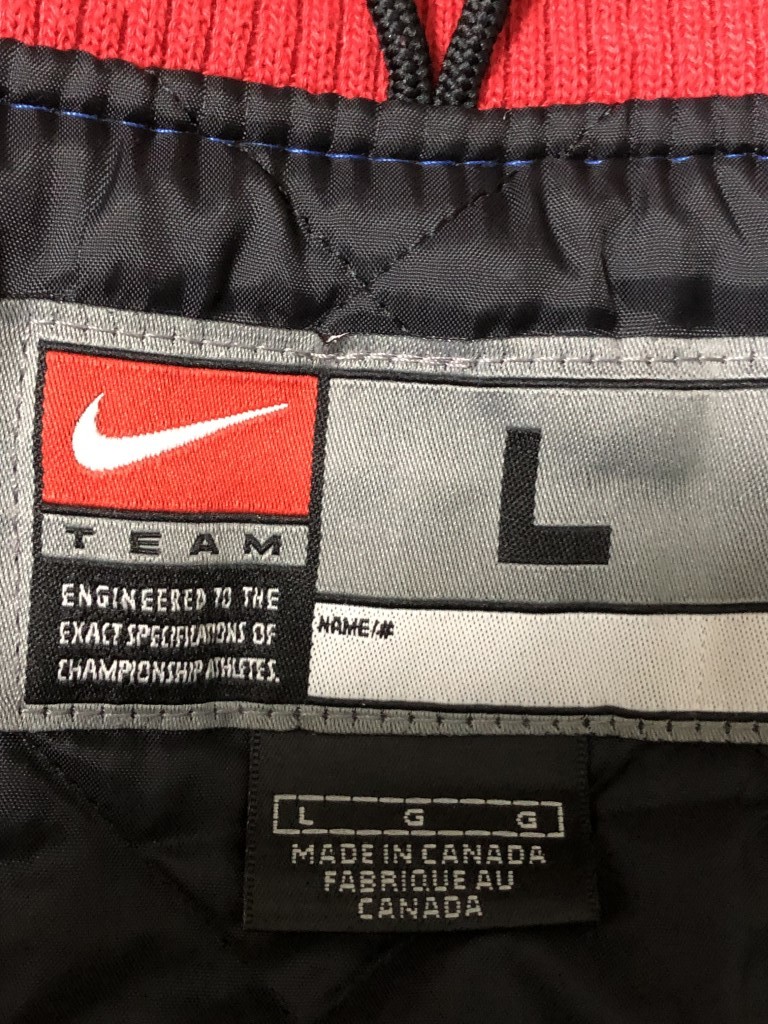 TEAM
ENGINEERED TO THE
EXACT SPECIFICATIONS OF
CHAMPIONSHIP ATHLETES.
L
NAME/#
L G G
MADE IN CANADA
FABRIQUE AU
CANADA